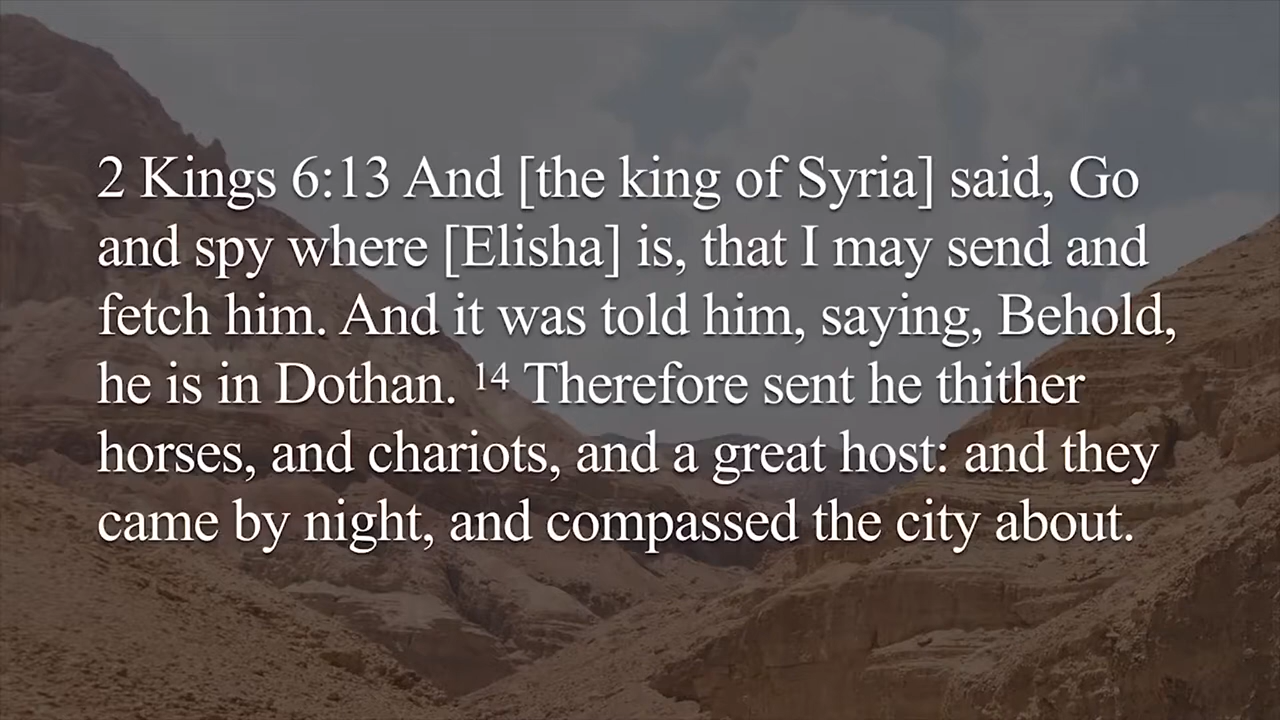 2 Kings 6:13 And [the king of Syria] said, Go
and spy where [Elisha] is, that I may send and
fetch him. And it was told him, saying, Behold,
he is in Dothan. 14 Therefore sent he thither
horses, and chariots, and a great host: and they
came by night, and compassed the city about.